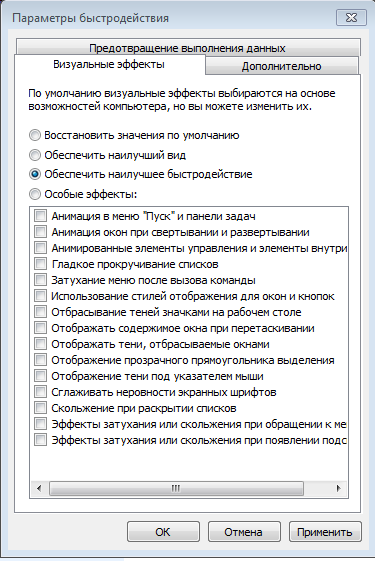 Параметры быстродействия
Предотвращение выполнения данных
Визуальные эффекты
Дополнительно
По умолчанию визуальные эффекты выбираются на основе
возможностей компьютера, но вы можете изменить их.
Восстановить значения по умолчанию
Обеспечить наилучший вид
Обеспечить наилучшее быстродействие
Особые эффекты:
Анимация в меню "Пуск" и панели задач
Анимация окон при свертывании и развертывании
Анимированные элементы управления и элементы внутри
Гладкое прокручивание списков
Затухание меню после вызова команды
Использование стилей отображения для окон и кнопок
Отбрасывание теней значками на рабочем столе
Отображать содержимое окна при перетаскивании
Отображать тени, отбрасываемые окнами
Отображение прозрачного прямоугольника выделения
Отображение тени под указателем мыши
Сглаживать неровности экранных шрифтов
Скольжение при раскрытии списков
Эффекты затухания или скольжения при обращении к ме
Эффекты затухания или скольжения при появлении подс
ОК
Отмена
Применить